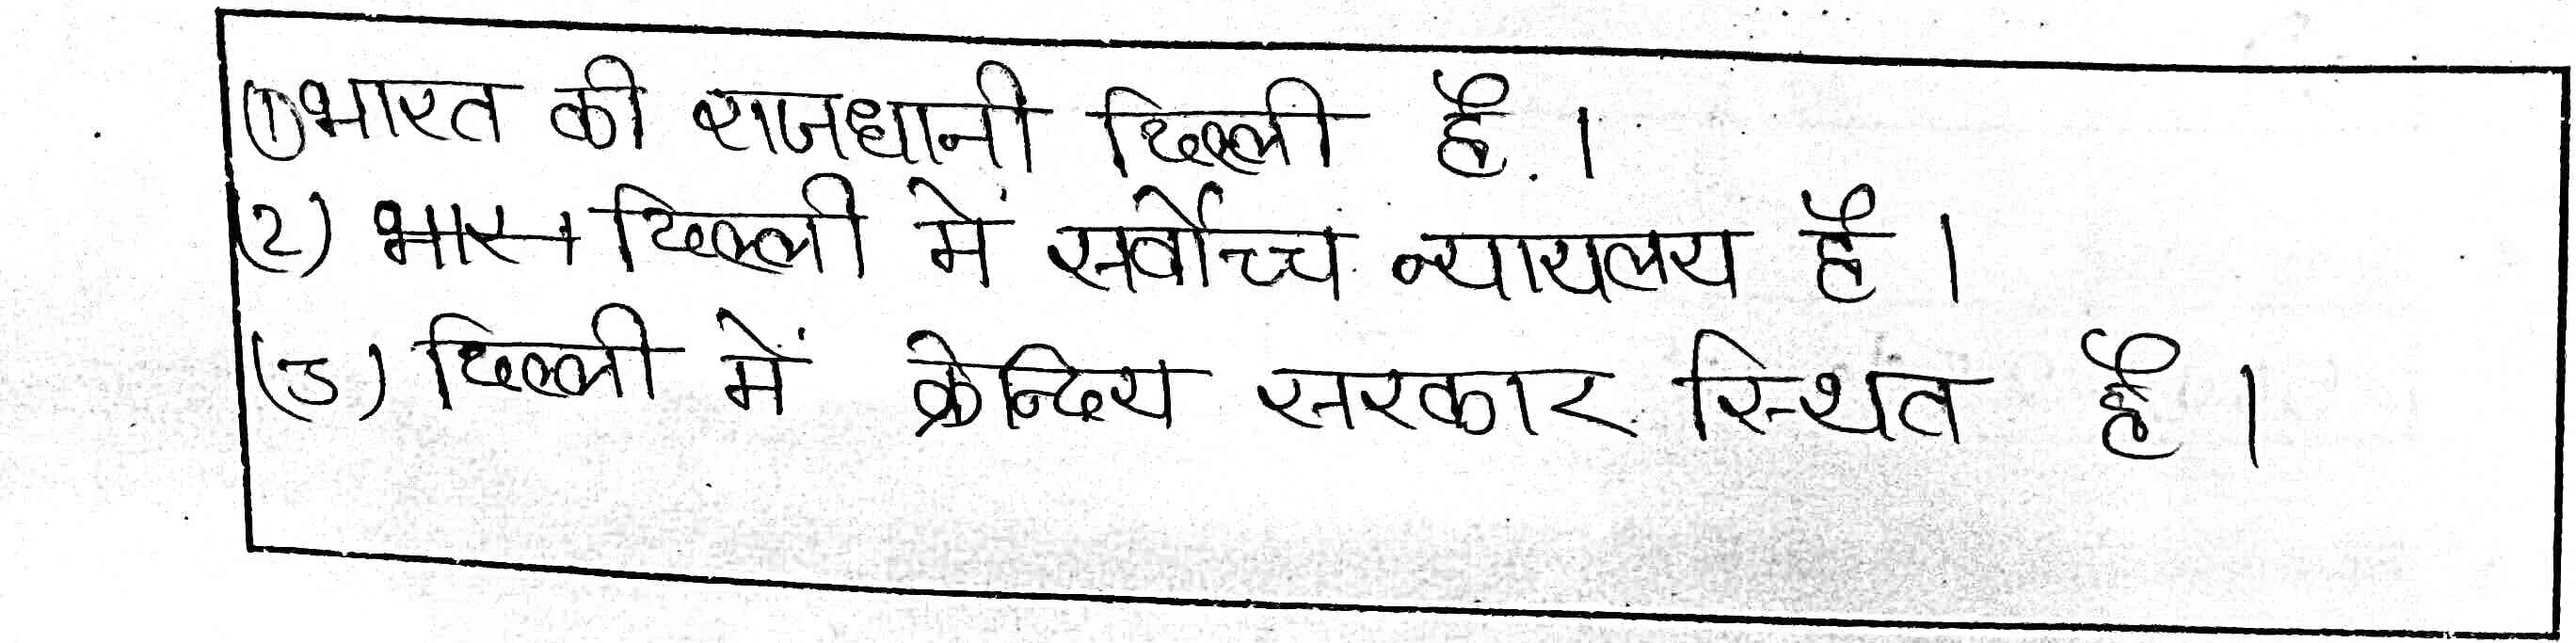 (1) भारत की राजधानी दिल्ली है।
(2) दिल्ली में सर्वोच्च न्यायलय है।
(3) दिल्ली में केन्दिय सरकार स्थित है।